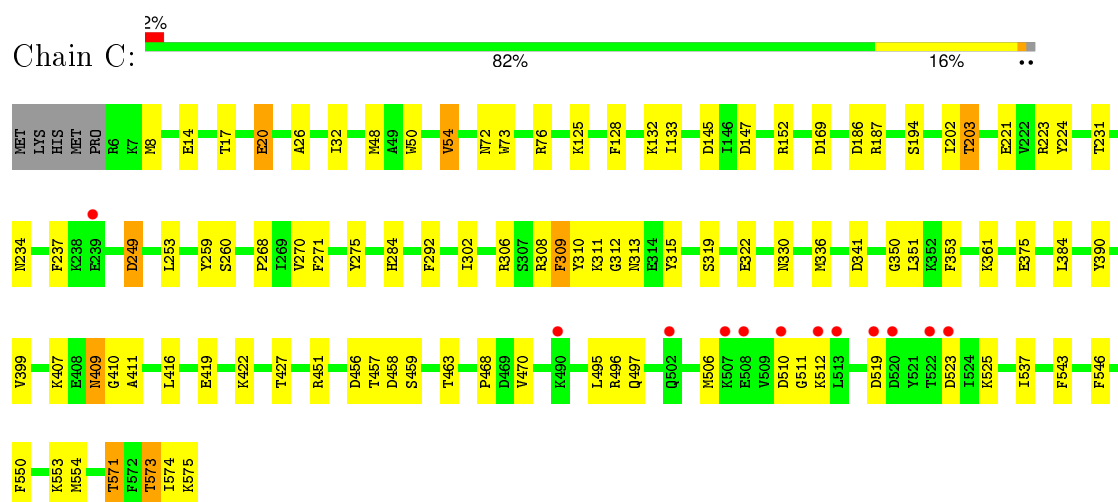 2%
Chain C:
82% 16% ••
MET LYS HIS MET PRO R6 K7 M8 E14 T17 E20 A26 I32 M48 A49 W50 V54 N72 W73 R76 K125 F128 K132 I133 D145 I146 D147 R152 D169 D186 R187 S194 I202 T203 E221 V222 R223 Y224 T231
N234 F237 K238 E239 D249 L253 Y259 S260 P268 I269 V270 F271 Y275 H284 F292 I302 R306 S307 R308 F309 Y310 K311 G312 N313 E314 Y315 S319 E322 N330 M336 D341 G350 L351 K352 F353 K361 E375 L384 Y390
V399 K407 E408 N409 G410 A411 L416 E419 K422 T427 R451 D456 T457 D458 S459 T463 P468 D469 V470 K490 L495 R496 Q497 Q502 M506 K507 E508 V509 D510 G511 K512 L513 D519 D520 Y521 T522 D523 I524 K525 I537 F543 F546
F550 K553 M554 T571 F572 T573 I574 K575